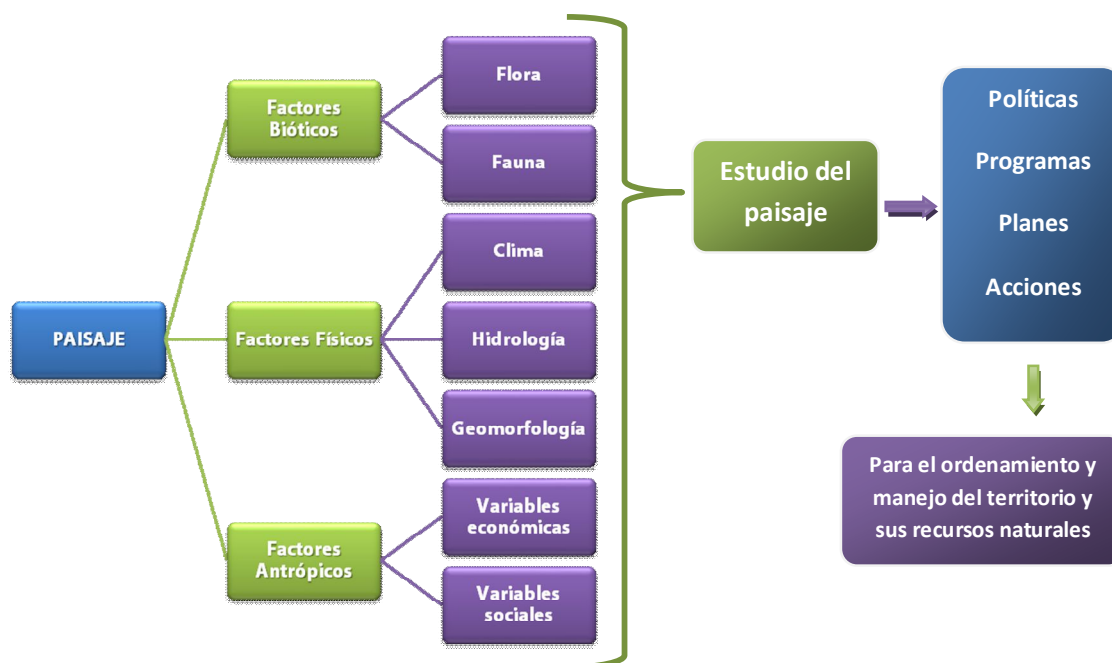 PAISAJE
Factores
Bióticos
Flora
Fauna
Factores Físicos
Clima
Hidrología
Geomorfología
Factores
Antrópicos
Variables
económicas
Variables
sociales
Estudio del
paisaje
Políticas
Programas
Planes
Acciones
Para el ordenamiento y
manejo del territorio y
sus recursos naturales